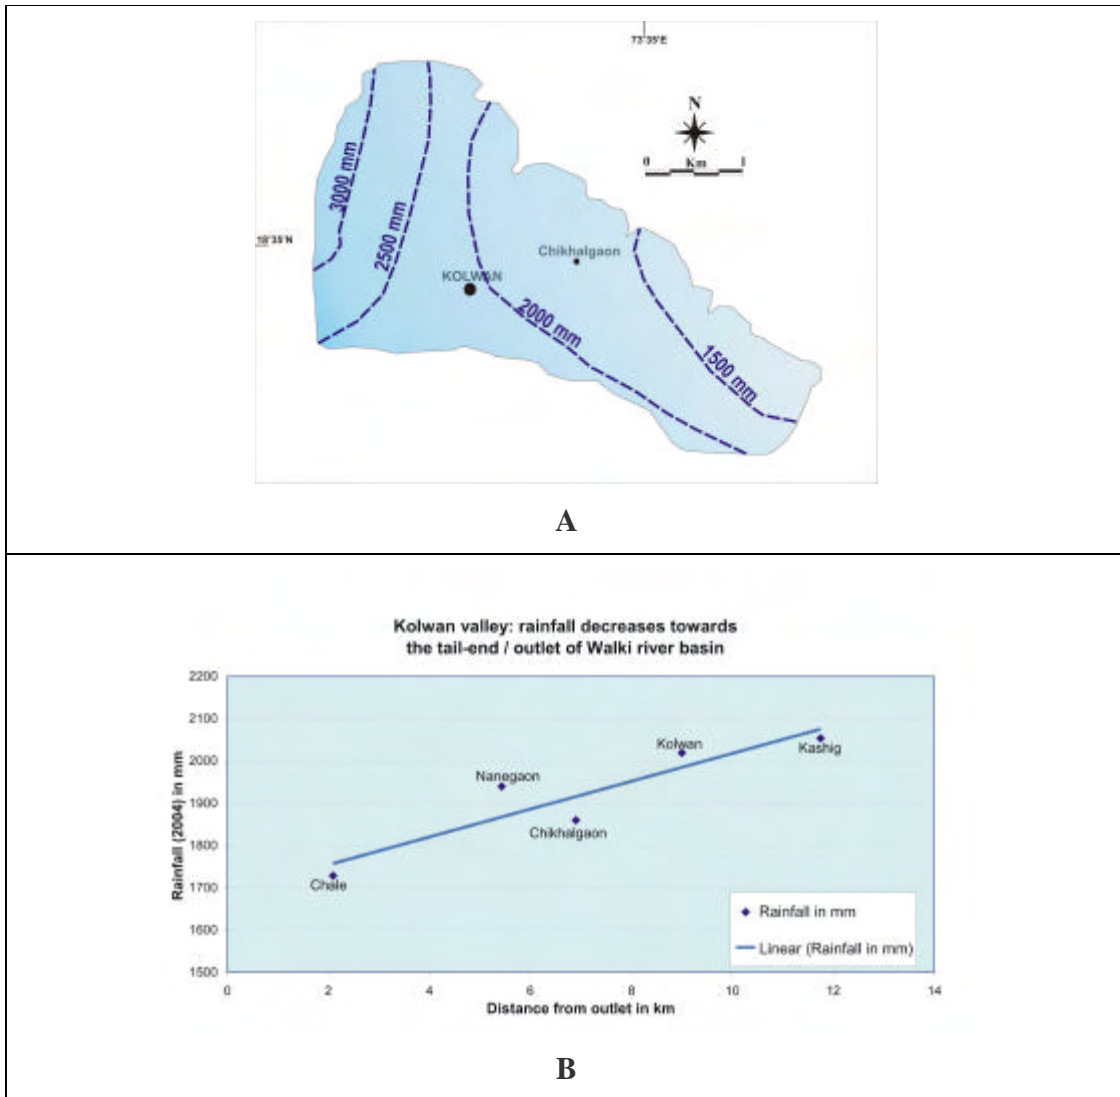 73°35'E
N
0 Km 1
3000 mm
18°35'N
2500 mm
Chikhalgaon
KOLWAN
2000 mm
1500 mm
A
Kolwan valley: rainfall decreases towards
the tail-end / outlet of Walki river basin
Rainfall (2004) in mm
2200
2100
2000
1900
1800
1700
1600
1500
Kolwan
Kashig
Nanegaon
Chikhalgaon
Chale
Rainfall in mm
Linear (Rainfall in mm)
0 2 4 6 8 10 12 14
Distance from outlet in km
B